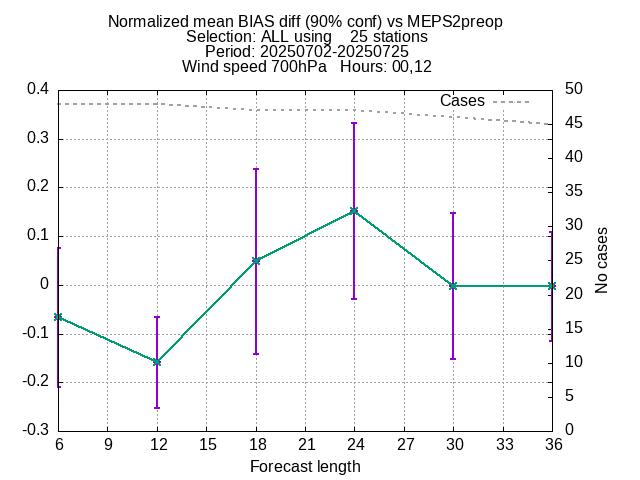 Normalized mean BIAS diff (90% conf) vs MEPS2preop
Selection: ALL using    25 stations
Period: 20250702-20250725
Wind speed 700hPa   Hours: 00,12
Cases
0.4
0.3
0.2
0.1
0
-0.1
-0.2
-0.3
50
45
40
35
30
25
20
15
10
5
0
No cases
6 9 12 15 18 21 24 27 30 33 36
Forecast length